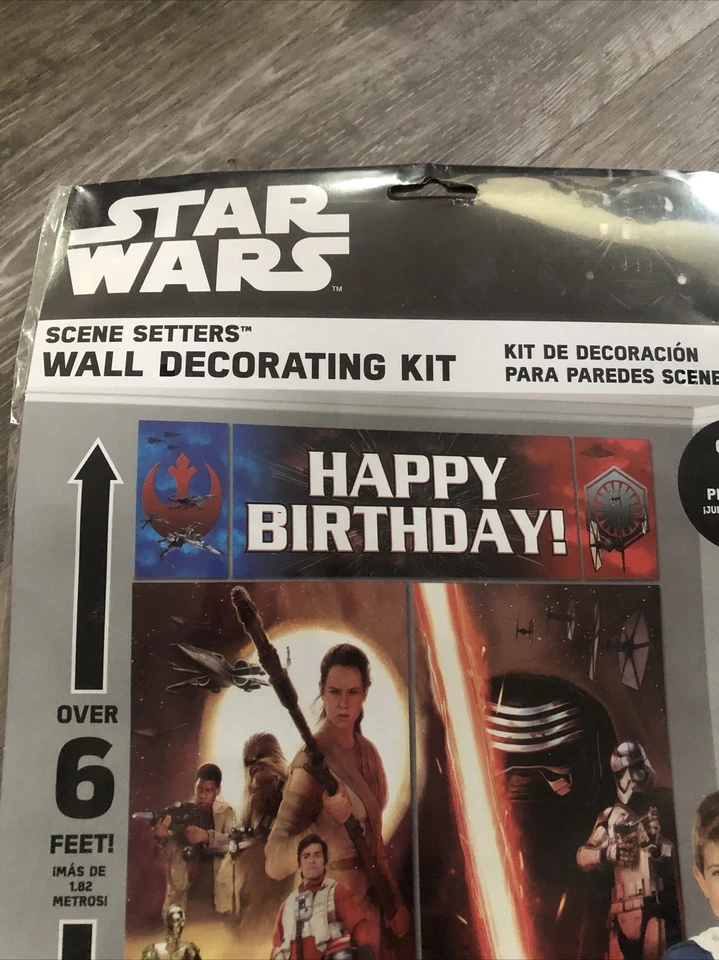 STAR
WARS
TM
SCENE SETTERS™
WALL DECORATING KIT
KIT DE DECORACIÓN
PARA PAREDES SCENE
HAPPY
BIRTHDAY!
OVER
6
FEET!
¡MÁS DE
1.82
METROS!